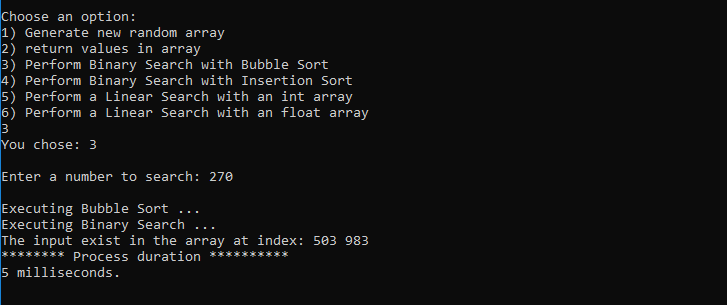 Choose an option:
1) Generate new random array
2) return values in array
3) Perform Binary Search with Bubble Sort
4) Perform Binary Search with Insertion Sort
5) Perform a Linear Search with an int array
6) Perform a Linear Search with an float array
3
You chose: 3
Enter a number to search: 270
Executing Bubble Sort ...
Executing Binary Search ...
The input exist in the array at index: 503 983
******** Process duration **********
5 milliseconds.